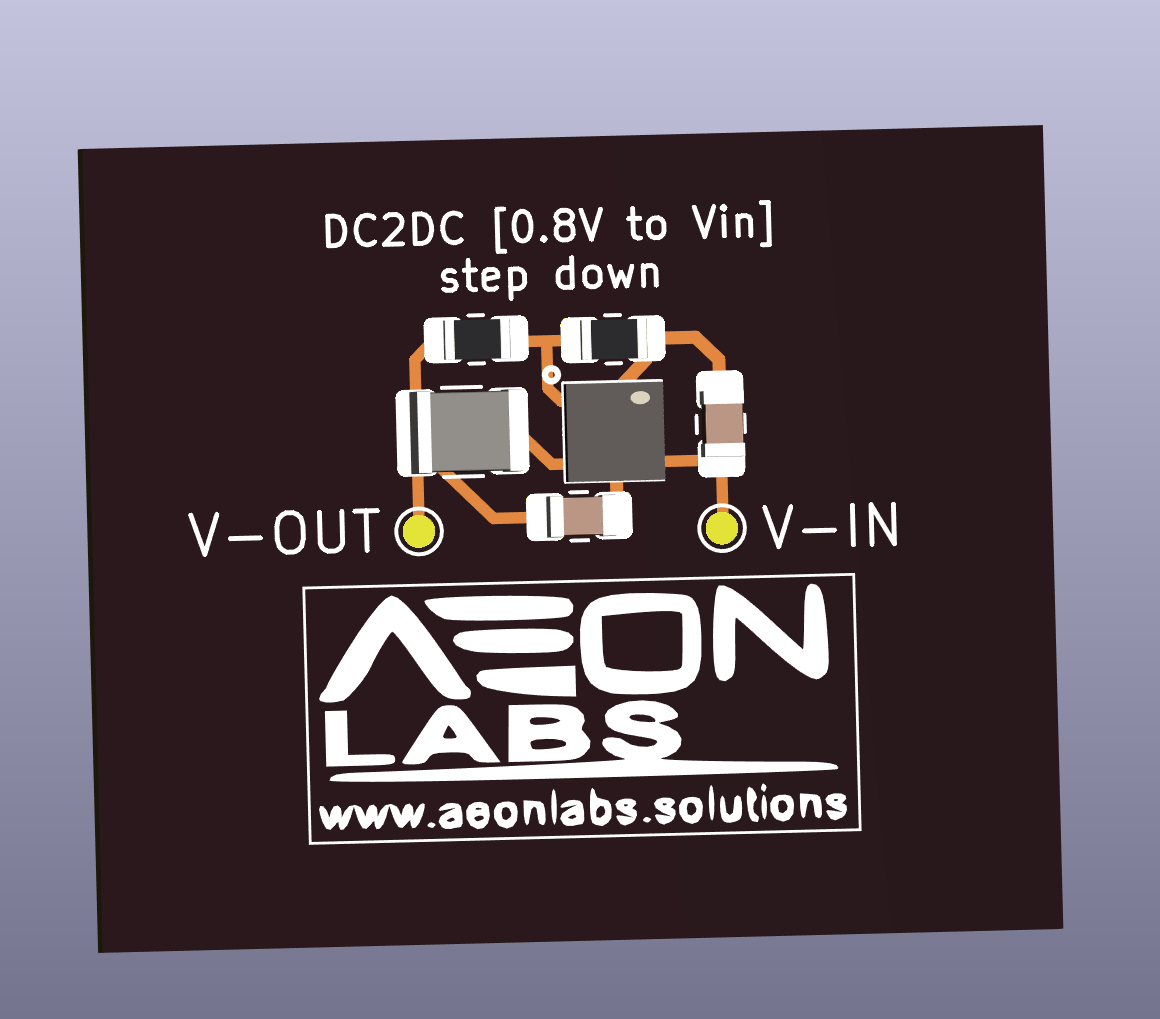 DC2DC [0.8V to Vin]
step down
V-OUT
V-IN
AEON
LABS
www.aeonlabs.solutions